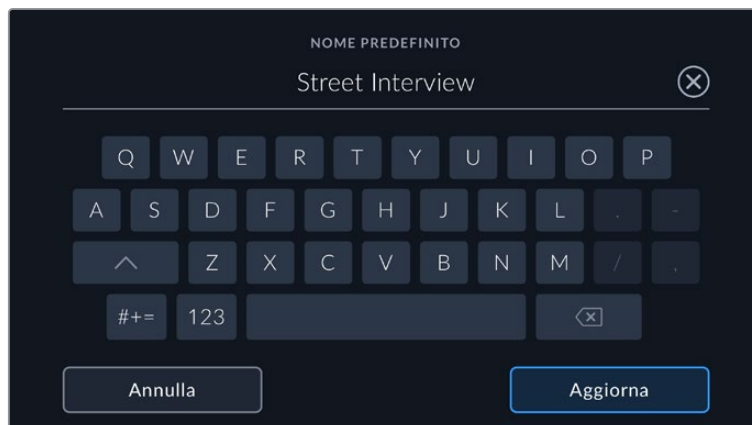 NOME PREDEFINITO
Street Interview
Q W E R T Y U I O P
A S D F G H J K L . -
Z X C V B N M / ,
#+= 123
Annulla Aggiorna